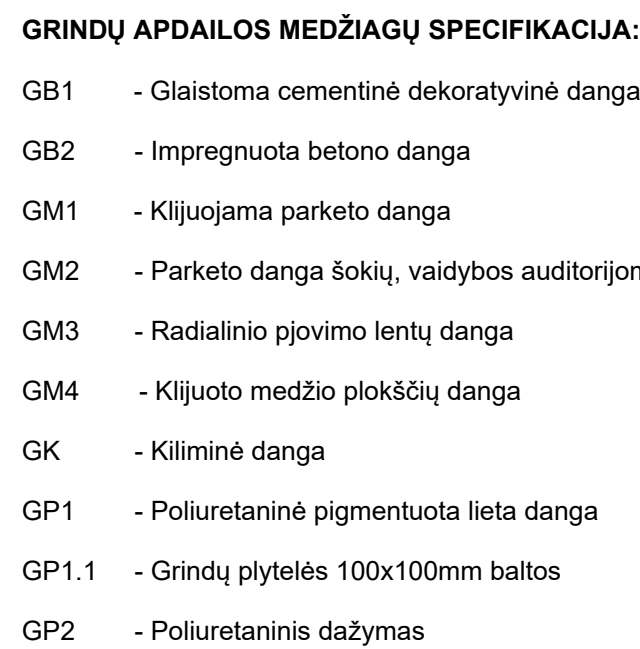 GRINDŲ APDAILOS MEDŽIAGŲ SPECIFIKACIJA:
GB1 - Glaistoma cementinė dekoratyvinė danga
GB2 - Impregnuota betono danga
GM1 - Klijuojama parketo danga
GM2 - Parketo danga šokių, vaidybos
GM3 - Radialinio pjovimo lentų danga
GM4 - Klijuoto medžio plokščių danga
GK - Kiliminė danga
GP1 - Poliuretaninė pigmentuota lieta danga
GP1.1 - Grindų plytelės 100x100mm baltos
GP2 - Poliuretaninis dažymas